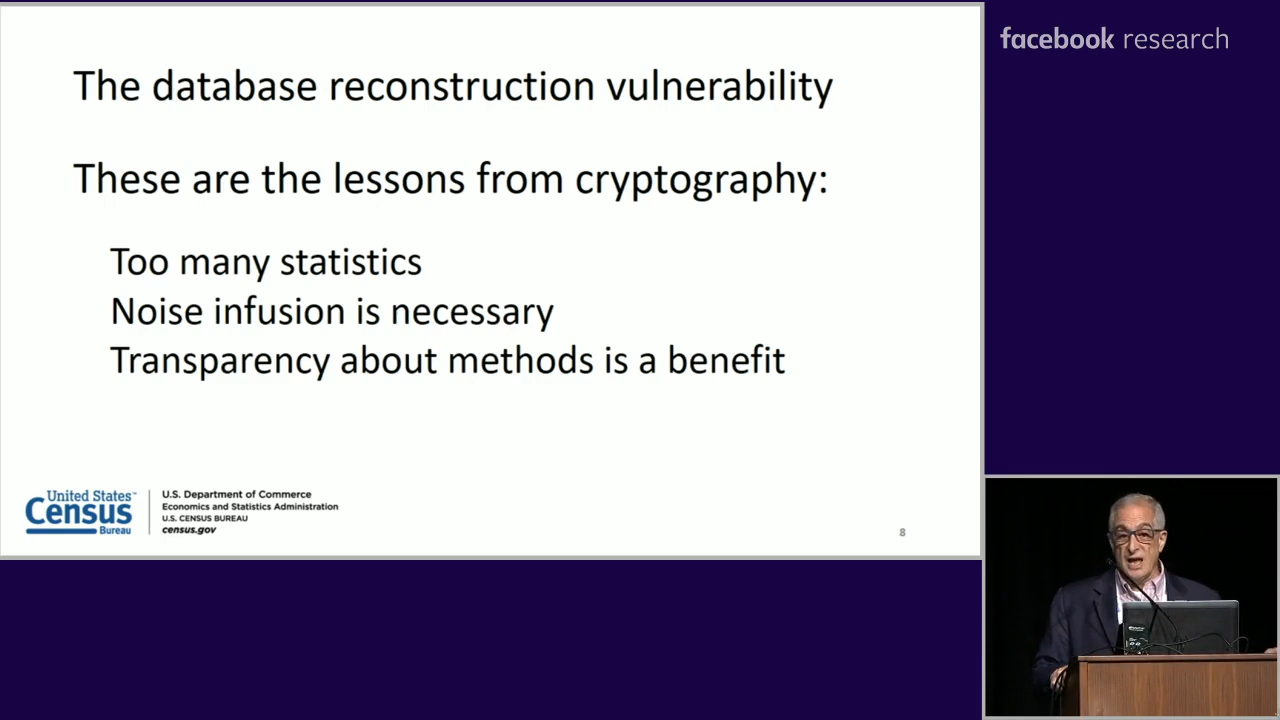 The database reconstruction vulnerability
These are the lessons from cryptography:
Too many statistics
Noise infusion is necessary
Transparency about methods is a benefit
United States™
Census
Bureau
U.S. Department of Commerce
Economics and Statistics Administration
U.S. CENSUS BUREAU
census.gov
8
facebook research